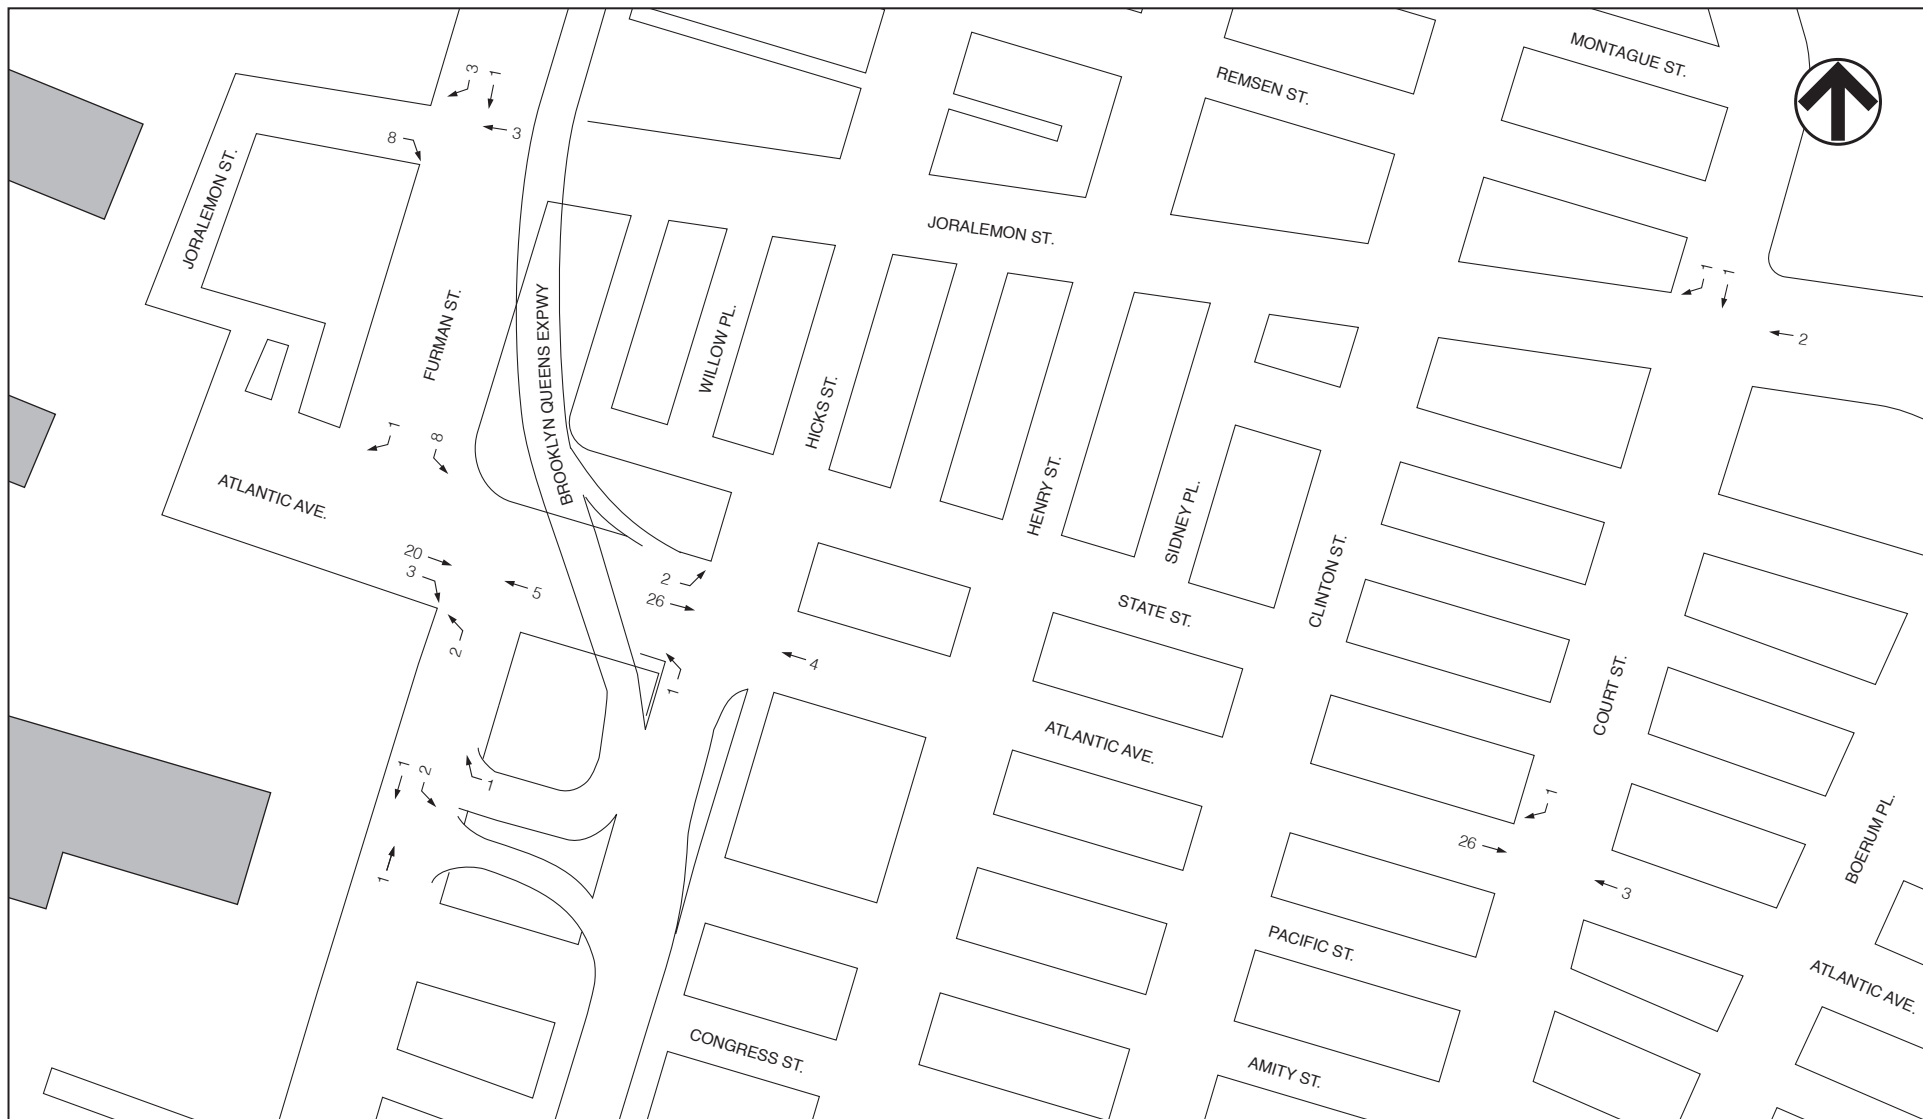 MONTAGUE ST.
REMSEN ST.
3
1
3
8
JORALEMON ST.
JORALEMON ST.
1
1
2
FURMAN ST.
BROOKLYN QUEENS EXPWY
WILLOW PL.
HICKS ST.
HENRY ST.
SIDNEY PL.
CLINTON ST.
1
8
ATLANTIC AVE.
20
3
5
2
26
2
4
1
STATE ST.
COURT ST.
ATLANTIC AVE.
1
2
1
1
1
26
3
BOERUM PL.
PACIFIC ST.
ATLANTIC AVE.
CONGRESS ST.
AMITY ST.